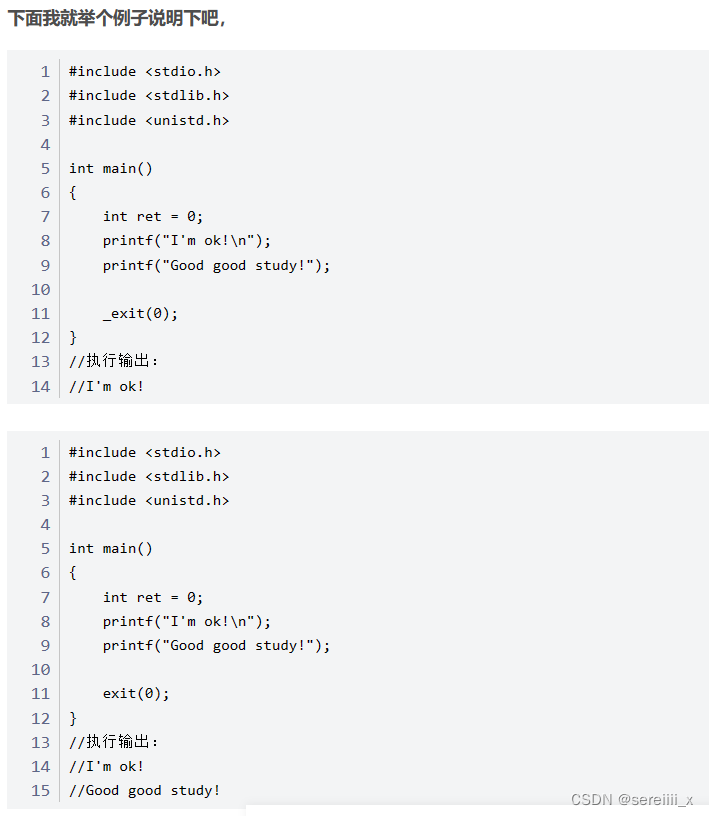 下面我就举个例子说明下吧，
1 #include <stdio.h>
2 #include <stdlib.h>
3 #include <unistd.h>
4
5 int main()
6 {
7     int ret = 0;
8     printf("I'm ok!\n");
9     printf("Good good study!");
10
11     _exit(0);
12 }
13 //执行输出：
14 //I'm ok!
1 #include <stdio.h>
2 #include <stdlib.h>
3 #include <unistd.h>
4
5 int main()
6 {
7     int ret = 0;
8     printf("I'm ok!\n");
9     printf("Good good study!");
10
11     exit(0);
12 }
13 //执行输出：
14 //I'm ok!
15 //Good good study!
CSDN @sereiiii_x